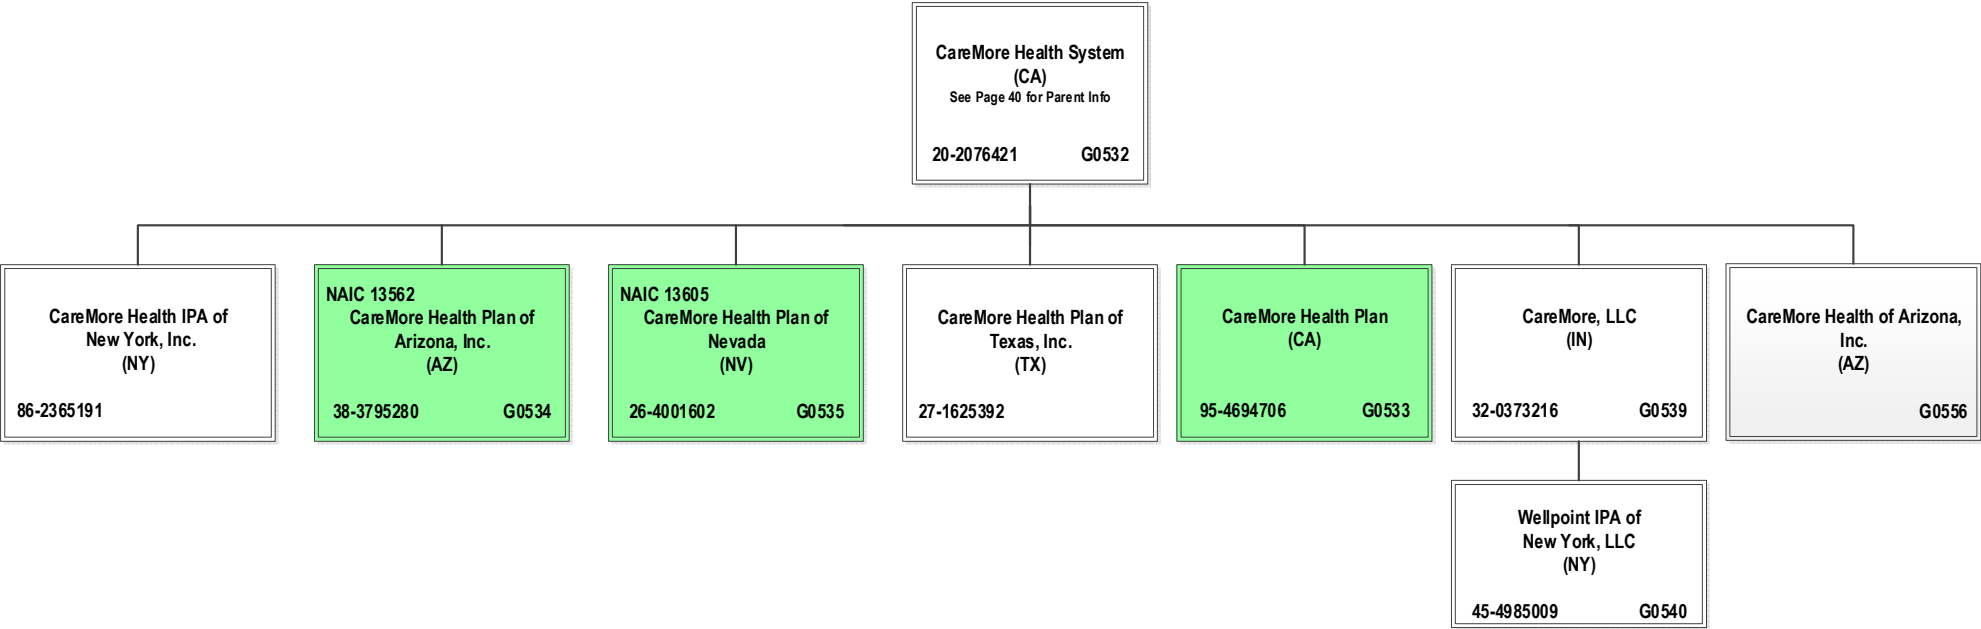 CareMore Health System
(CA)
See Page 40 for Parent Info
20-2076421 G0532
CareMore Health IPA of
New York, Inc.
(NY)
86-2365191
NAIC 13562
CareMore Health Plan of
Arizona, Inc.
(AZ)
38-3795280 G0534
NAIC 13605
CareMore Health Plan of
Nevada
(NV)
26-4001602 G0535
CareMore Health Plan of
Texas, Inc.
(TX)
27-1625392
CareMore Health Plan
(CA)
95-4694706 G0533
CareMore, LLC
(IN)
32-0373216 G0539
CareMore Health of Arizona,
Inc.
(AZ)
G0556
Wellpoint IPA of
New York, LLC
(NY)
45-4985009 G0540